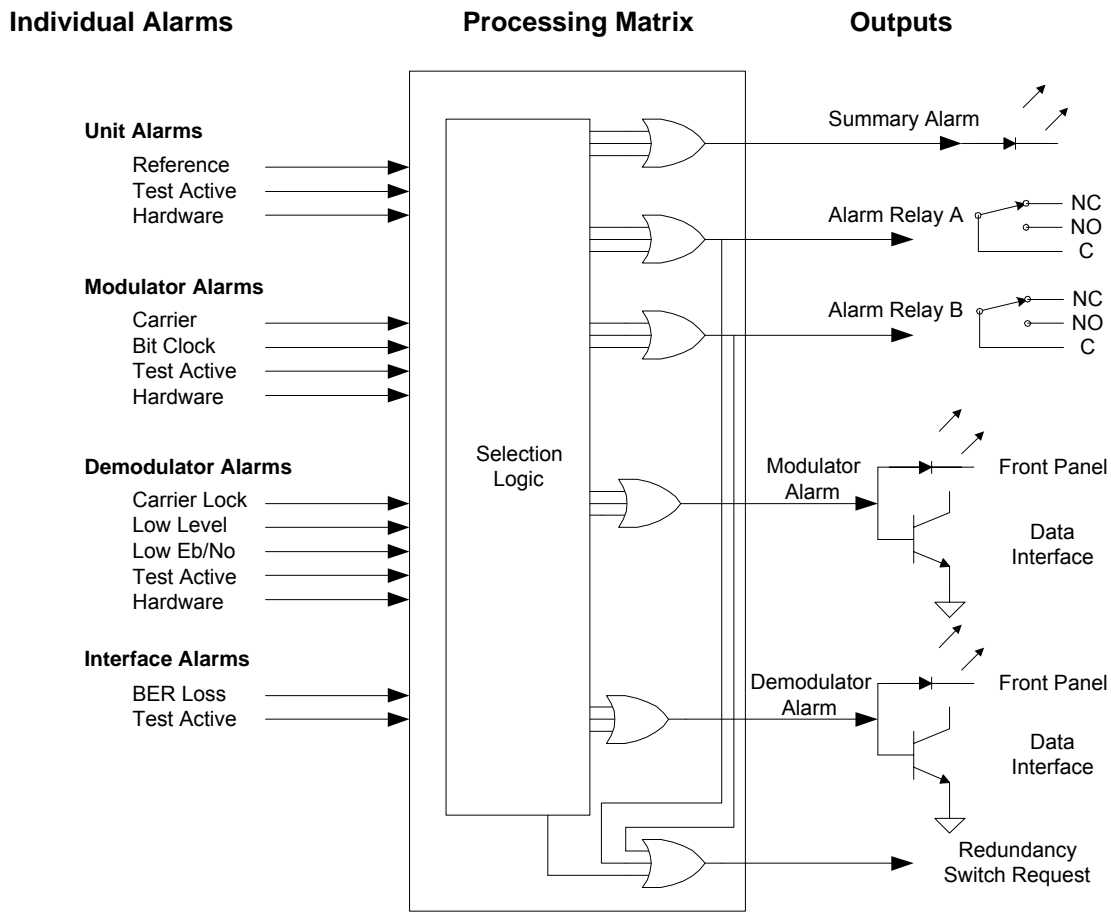 Individual Alarms
Processing Matrix
Outputs
Unit Alarms
Reference
Test Active
Hardware
Modulator Alarms
Carrier
Bit Clock
Test Active
Hardware
Demodulator Alarms
Carrier Lock
Low Level
Low Eb/No
Test Active
Hardware
Interface Alarms
BER Loss
Test Active
Selection
Logic
Summary Alarm
Alarm Relay A
NC
NO
C
Alarm Relay B
NC
NO
C
Modulator
Alarm
Front Panel
Data
Interface
Demodulator
Alarm
Front Panel
Data
Interface
Redundancy
Switch Request